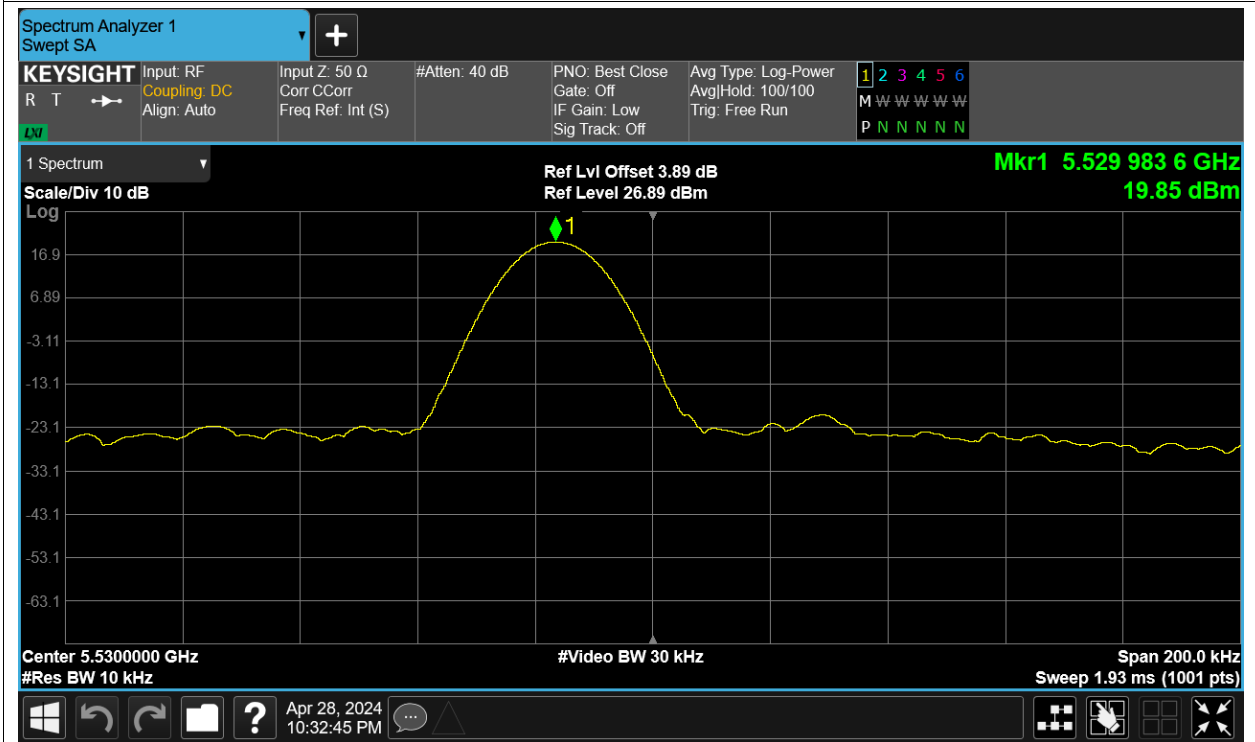 Spectrum Analyzer 1
Swept SA
+
KEYSIGHT
R T
LXI
Input: RF
Coupling: DC
Align: Auto
Input Z: 50 Ω
Corr CCorr
Freq Ref: Int (S)
#Atten: 40 dB
PNO: Best Close
Gate: Off
IF Gain: Low
Sig Track: Off
Avg Type: Log-Power
Avg|Hold: 100/100
Trig: Free Run
1 2 3 4 5 6
M W W W W W
P N N N N N
1 Spectrum
Scale/Div 10 dB
Log
Ref Lvl Offset 3.89 dB
Ref Level 26.89 dBm
Mkr1 5.529 983 6 GHz
19.85 dBm
1
16.9
6.89
-3.11
-13.1
-23.1
-33.1
-43.1
-53.1
-63.1
Center 5.5300000 GHz
#Video BW 30 kHz
Span 200.0 kHz
#Res BW 10 kHz
Sweep 1.93 ms (1001 pts)
?
Apr 28, 2024
10:32:45 PM